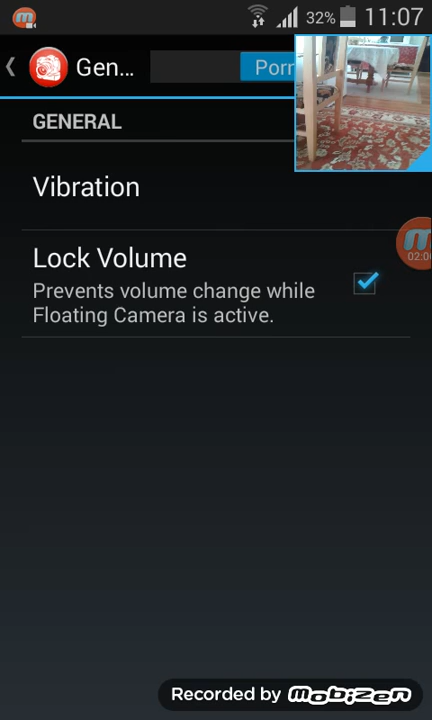 32% 11:07
Gen...
GENERAL
Vibration
02:0
Lock Volume
Prevents volume change while
Floating Camera is active.
Recorded by Mobizen